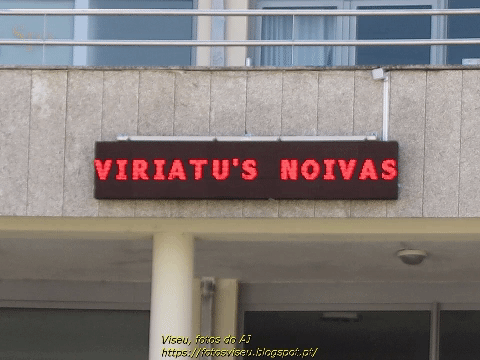 VIRIATU'S NOIVAS
Viseu, fotos do AJ
https://fotosviseu.blogspot.pt/